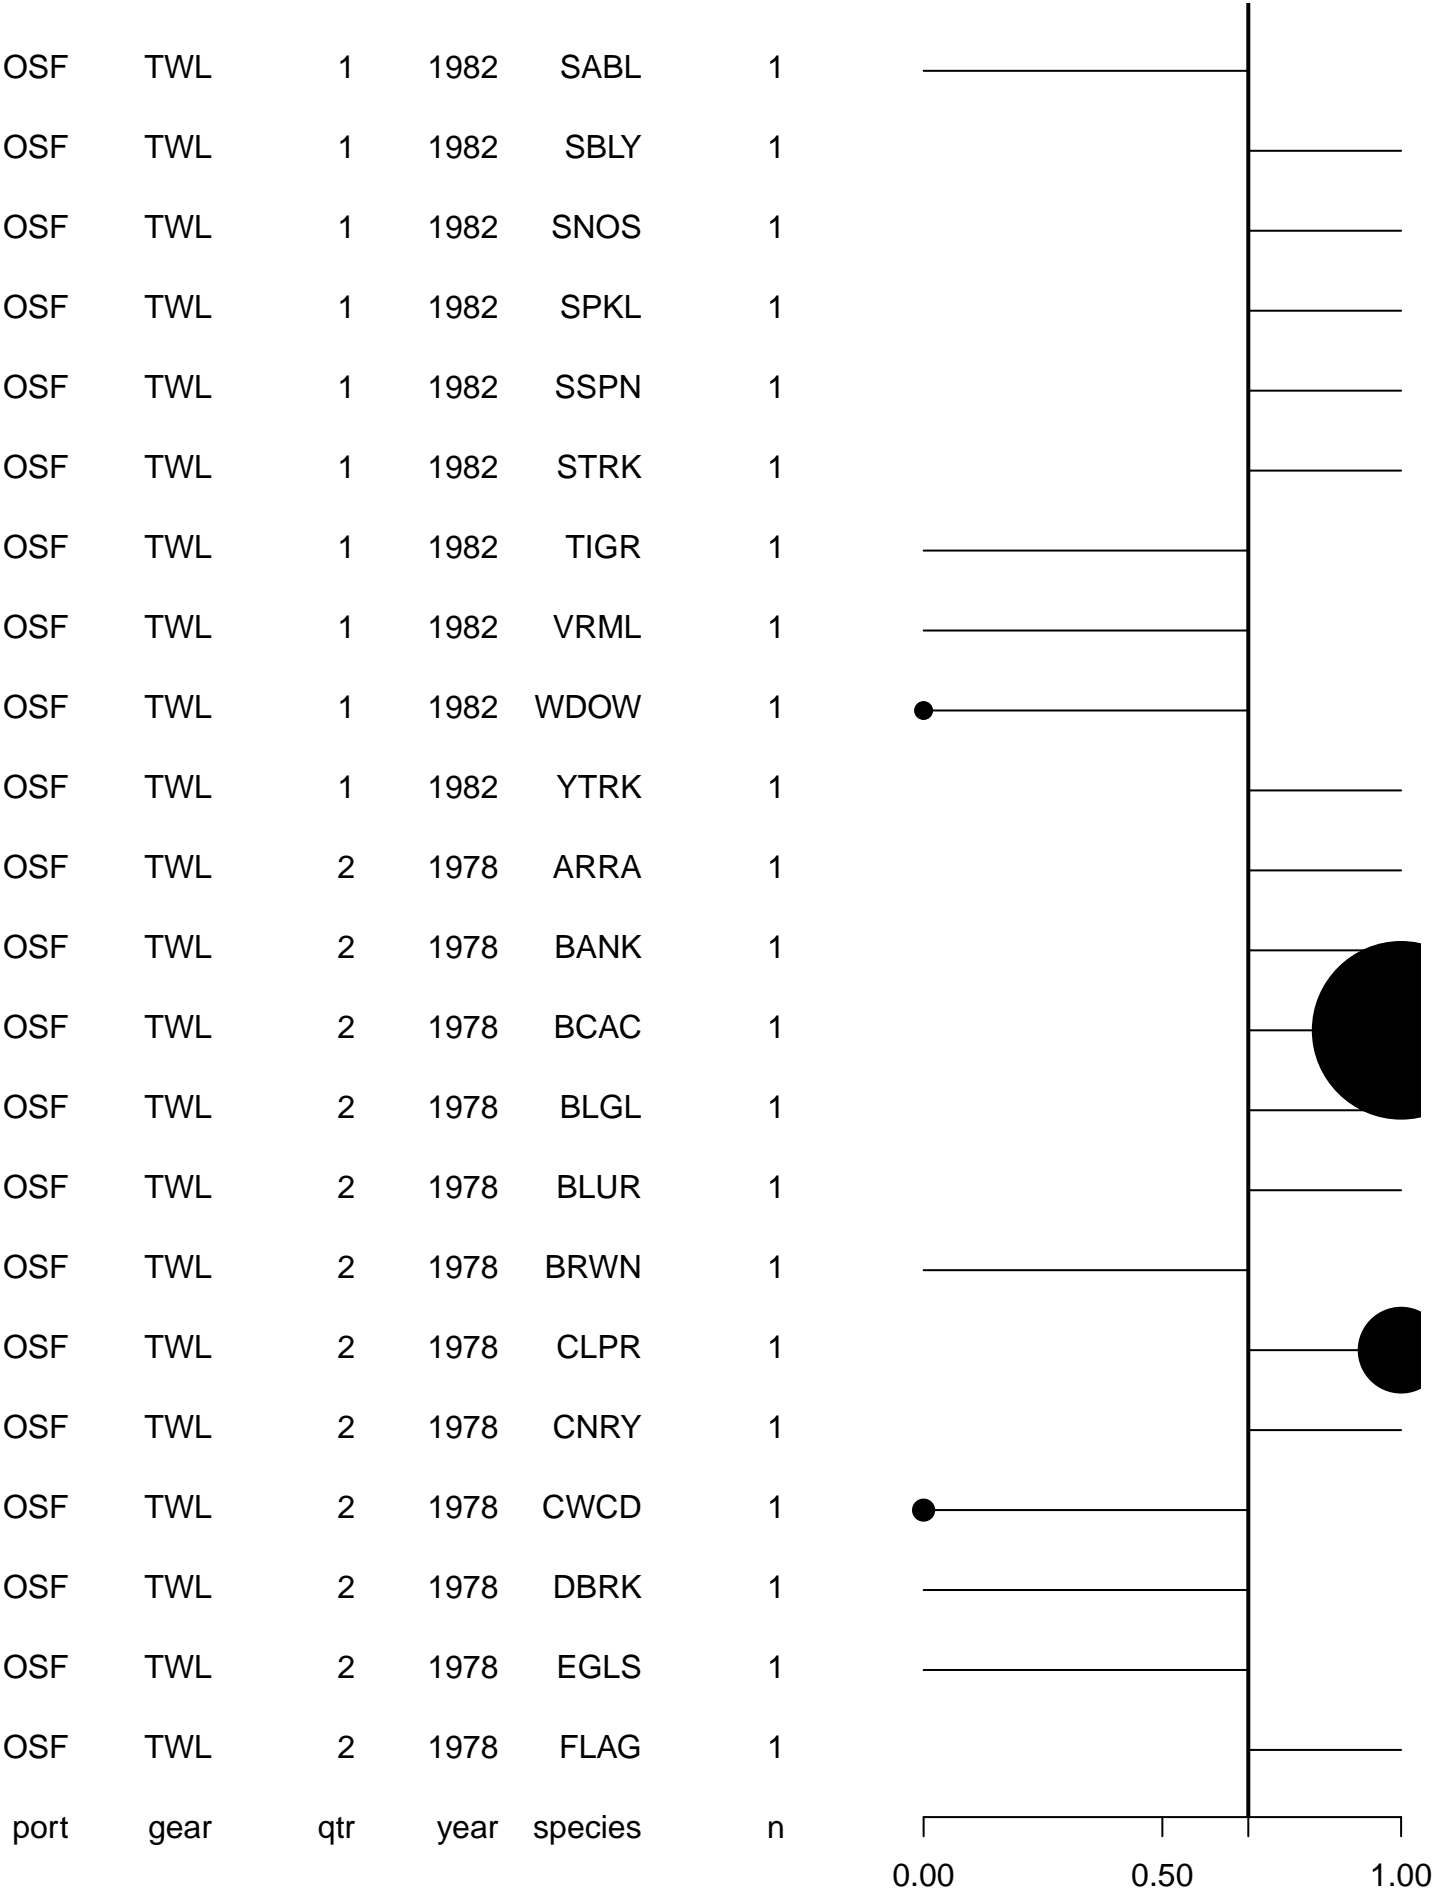 OSF TWL 1 1982 SABL 1
OSF TWL 1 1982 SBLY 1
OSF TWL 1 1982 SNOS 1
OSF TWL 1 1982 SPKL 1
OSF TWL 1 1982 SSPN 1
OSF TWL 1 1982 STRK 1
OSF TWL 1 1982 TIGR 1
OSF TWL 1 1982 VRML 1
OSF TWL 1 1982 WDOW 1
OSF TWL 1 1982 YTRK 1
OSF TWL 2 1978 ARRA 1
OSF TWL 2 1978 BANK 1
OSF TWL 2 1978 BCAC 1
OSF TWL 2 1978 BLGL 1
OSF TWL 2 1978 BLUR 1
OSF TWL 2 1978 BRWN 1
OSF TWL 2 1978 CLPR 1
OSF TWL 2 1978 CNRY 1
OSF TWL 2 1978 CWCD 1
OSF TWL 2 1978 DBRK 1
OSF TWL 2 1978 EGLS 1
OSF TWL 2 1978 FLAG 1
port gear qtr year species n
0.00 0.50 1.00